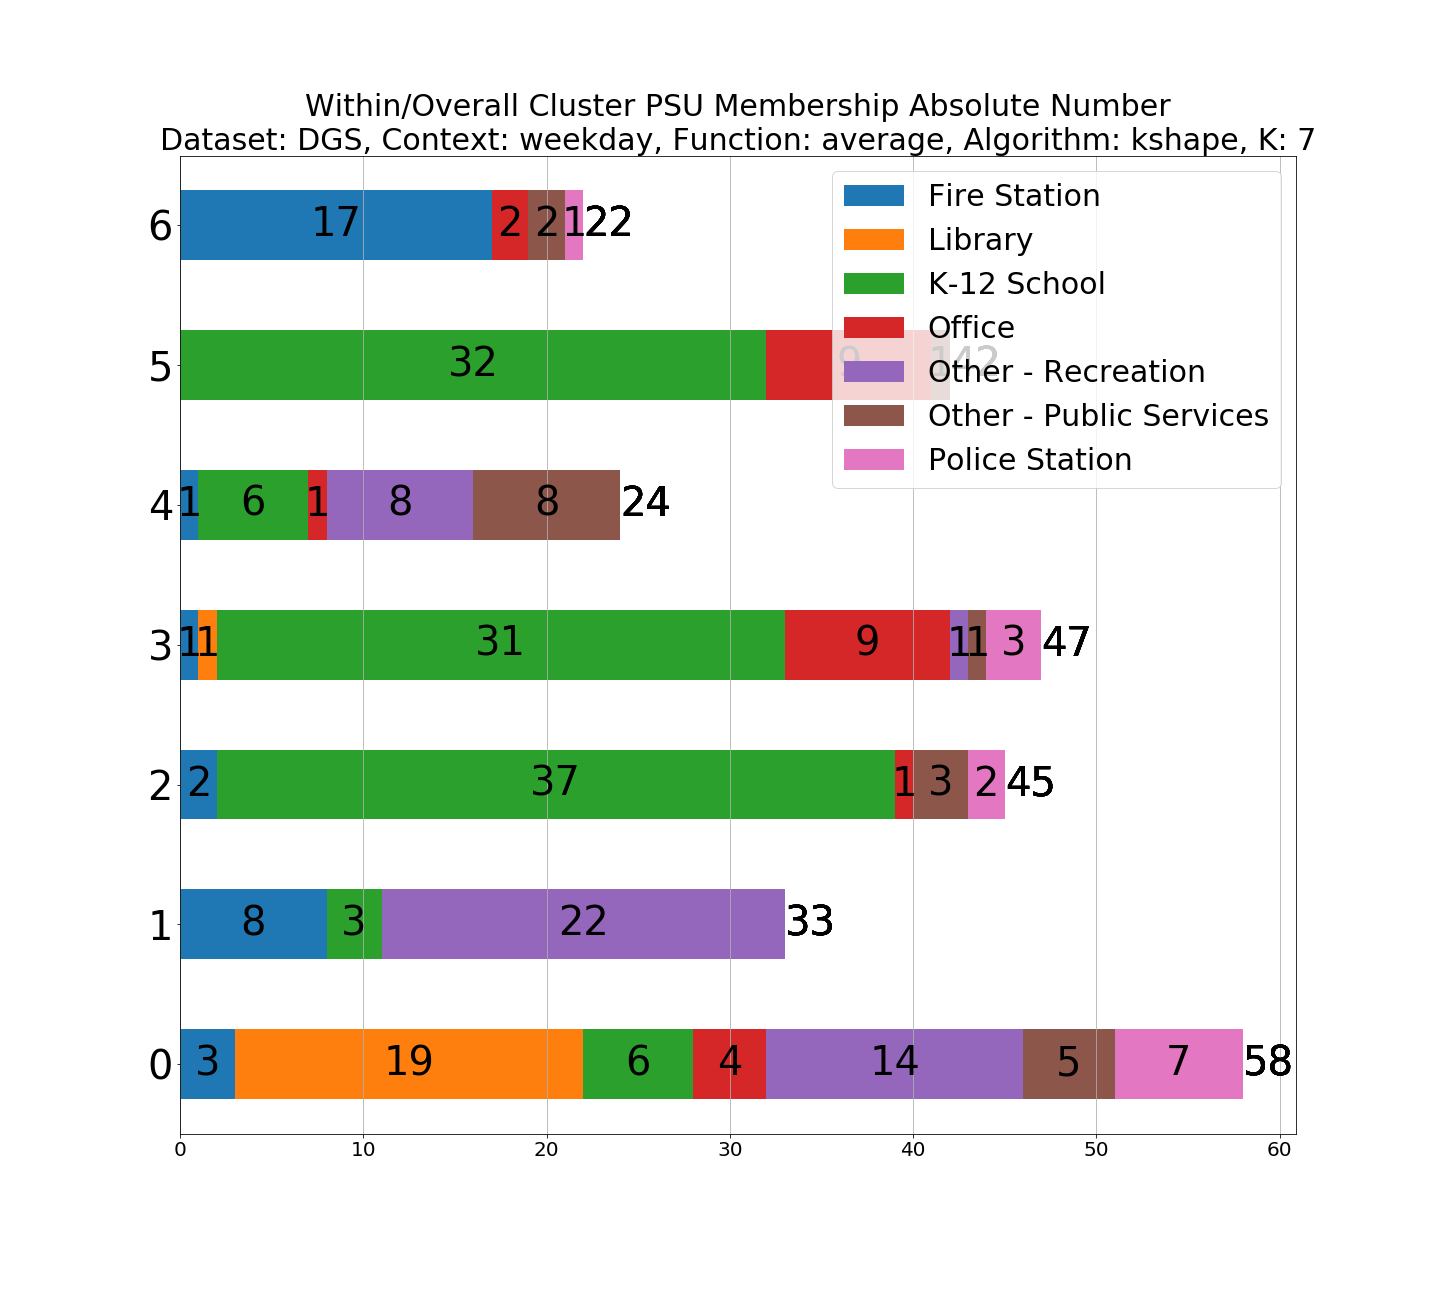 Within/Overall Cluster PSU Membership Absolute Number
Dataset: DGS, Context: weekday, Function: average, Algorithm: kshape, K: 7
Fire Station
Library
K-12 School
Office
Other - Recreation
Other - Public Services
Police Station
6 17 2 2 1 22
5 32 9 1 42
4 1 6 1 8 8 24
3 1 1 31 9 1 1 3 47
2 2 37 1 3 2 45
1 8 3 22 33
0 3 19 6 4 14 5 7 58
0 10 20 30 40 50 60